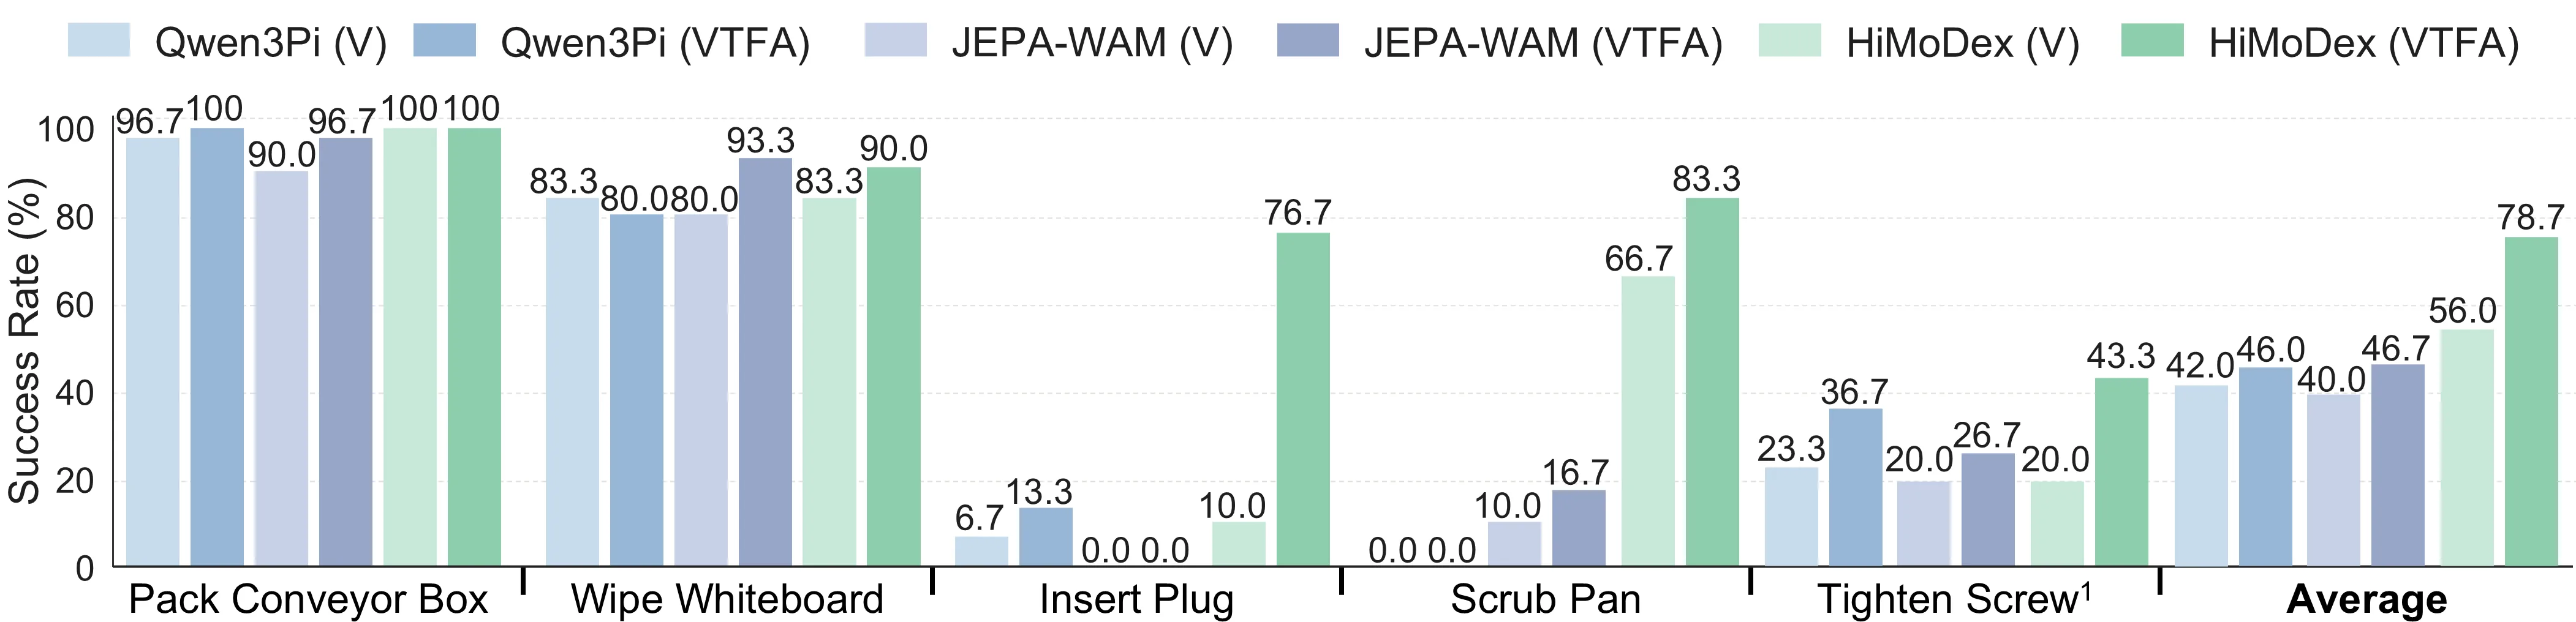 Qwen3Pi (V) Qwen3Pi (VTFA) JEPA-WAM (V) JEPA-WAM (VTFA) HiMoDex (V) HiMoDex (VTFA)
Success Rate (%)
100
80
60
40
20
0
96.7 100 90.0 96.7 100 100
83.3 80.0 80.0 93.3 83.3 90.0
6.7 13.3 0.0 0.0 10.0 76.7
0.0 0.0 10.0 16.7 66.7 83.3
23.3 36.7 20.0 26.7 20.0 43.3
42.0 46.0 40.0 46.7 56.0 78.7
Pack Conveyor Box Wipe Whiteboard Insert Plug Scrub Pan Tighten Screw¹ Average